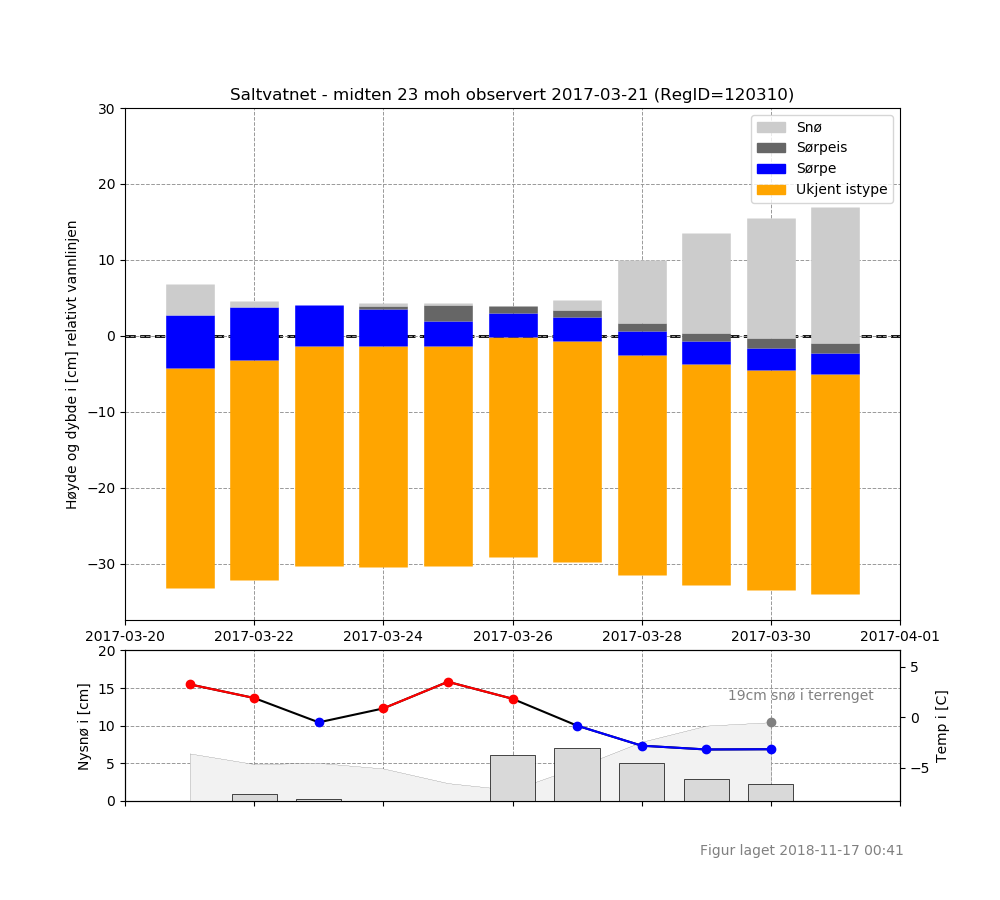 Saltvatnet - midten 23 moh observert 2017-03-21 (RegID=120310)
30
20
10
0
−10
−20
−30
Høyde og dybde i [cm] relativt vannlinjen
Snø
Sørpeis
Sørpe
Ukjent istype
2017-03-20
2017-03-22
2017-03-24
2017-03-26
2017-03-28
2017-03-30
2017-04-01
20
15
10
5
0
Nysnø i [cm]
19cm snø i terrenget
5
0
−5
Temp i [C]
Figur laget 2018-11-17 00:41